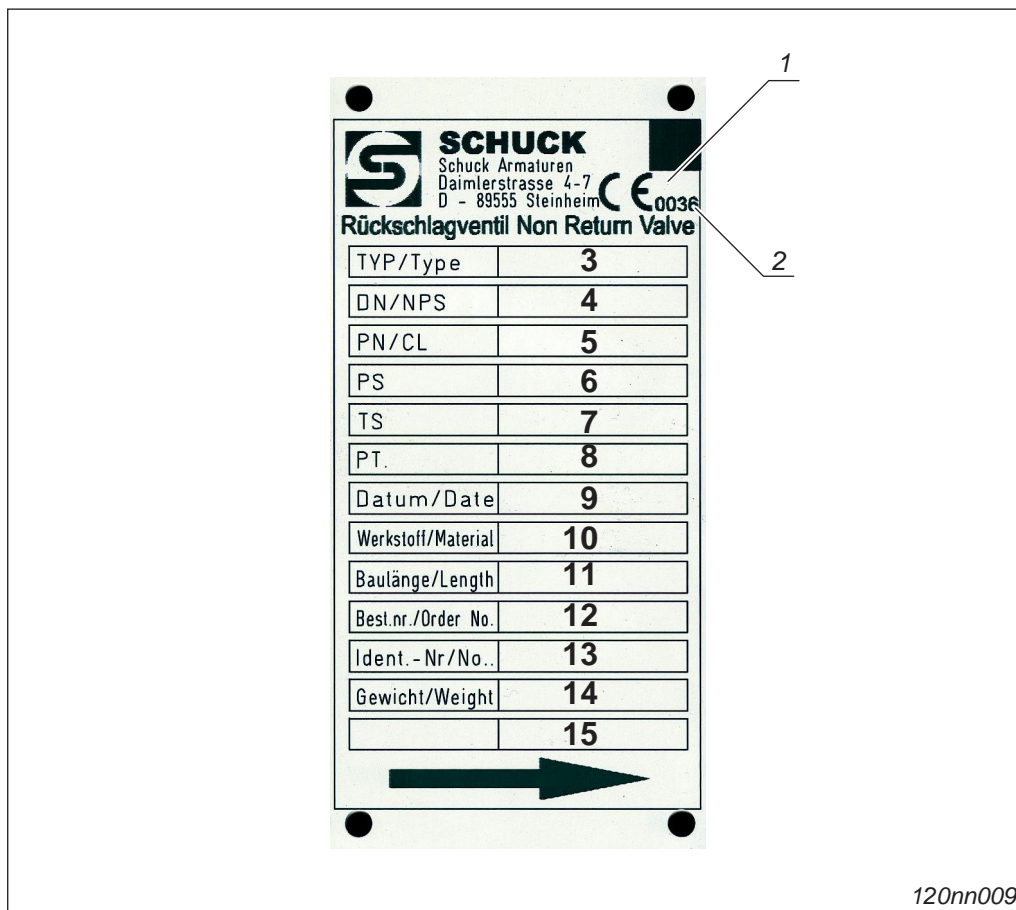 1
SCHUCK
Schuck Armaturen
Daimlerstrasse 4-7
D - 89555 Steinheim
CE 0036
2
Rückschlagventil Non Return Valve
TYP/Type 3
DN/NPS 4
PN/CL 5
PS 6
TS 7
PT. 8
Datum/Date 9
Werkstoff/Material 10
Baulänge/Length 11
Best.nr./Order No. 12
Ident.-Nr/No.. 13
Gewicht/Weight 14
15
120nn009